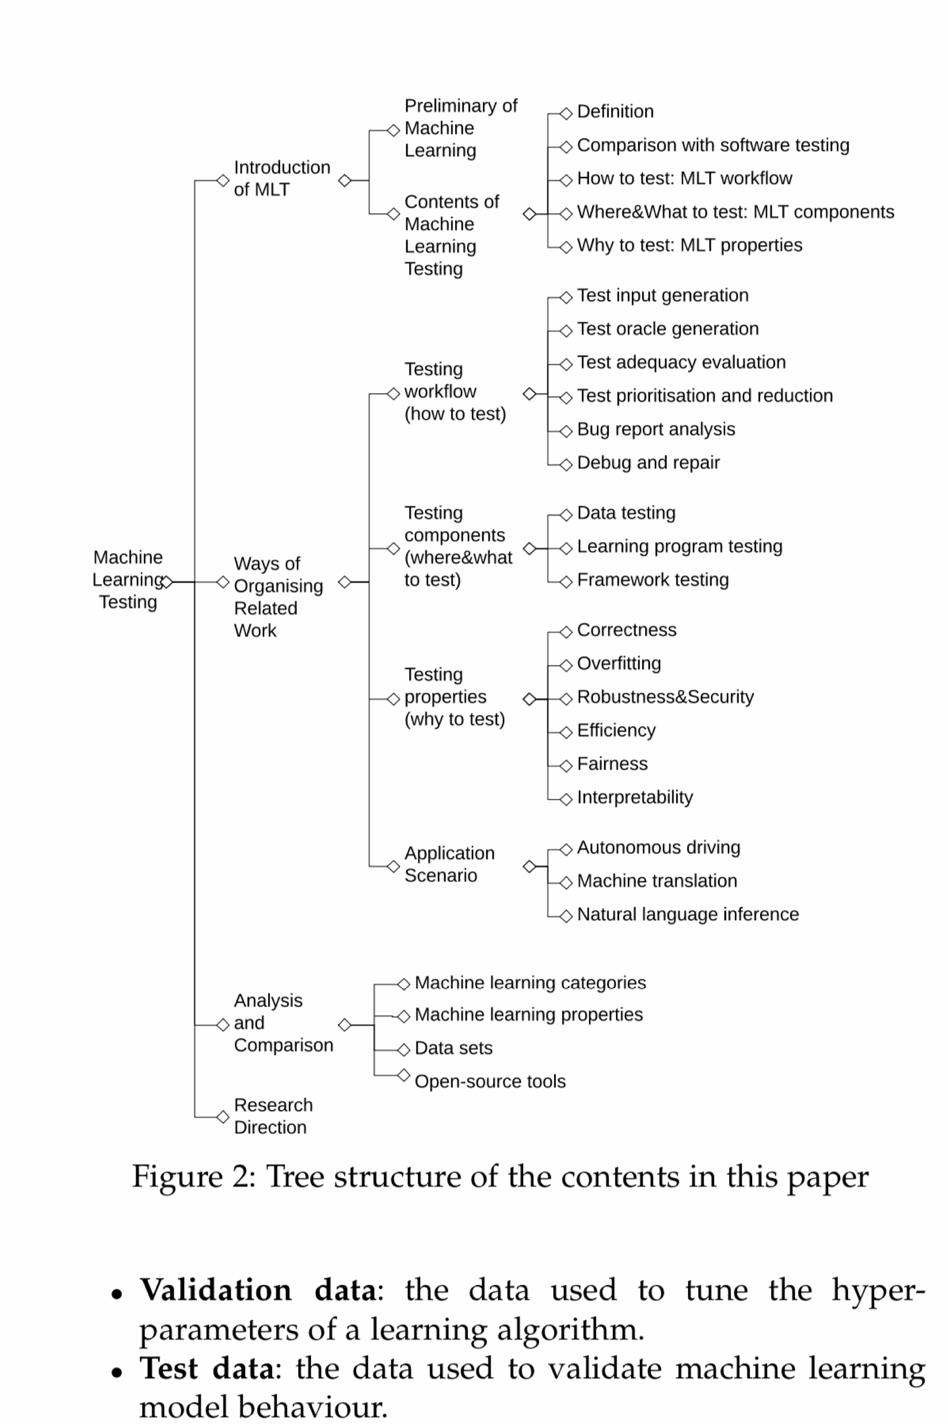 Preliminary of
Machine
Learning
Introduction
of MLT
Contents of
Machine
Learning
Testing
Definition
Comparison with software testing
How to test: MLT workflow
Where&What to test: MLT components
Why to test: MLT properties
Testing
workflow
(how to test)
Test input generation
Test oracle generation
Test adequacy evaluation
Test prioritisation and reduction
Bug report analysis
Debug and repair
Testing
components
(where&what
to test)
Data testing
Learning program testing
Framework testing
Machine
Learning
Testing
Ways of
Organising
Related
Work
Testing
properties
(why to test)
Correctness
Overfitting
Robustness&Security
Efficiency
Fairness
Interpretability
Application
Scenario
Autonomous driving
Machine translation
Natural language inference
Analysis
and
Comparison
Machine learning categories
Machine learning properties
Data sets
Open-source tools
Research
Direction
Figure 2: Tree structure of the contents in this paper
• Validation data: the data used to tune the hyper-
parameters of a learning algorithm.
• Test data: the data used to validate machine learning
model behaviour.